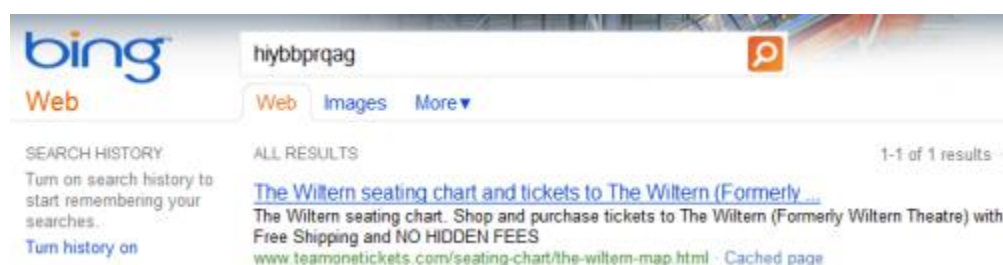 bing
hiybbprqag
Web
Web Images More▼
SEARCH HISTORY
Turn on search history to
start remembering your
searches.
Turn history on
ALL RESULTS
1-1 of 1 results ·
The Wiltern seating chart and tickets to The Wiltern (Formerly ...
The Wiltern seating chart. Shop and purchase tickets to The Wiltern (Formerly Wiltern Theatre) with
Free Shipping and NO HIDDEN FEES
www.teamonetickets.com/seating-chart/the-wiltern-map.html · Cached page